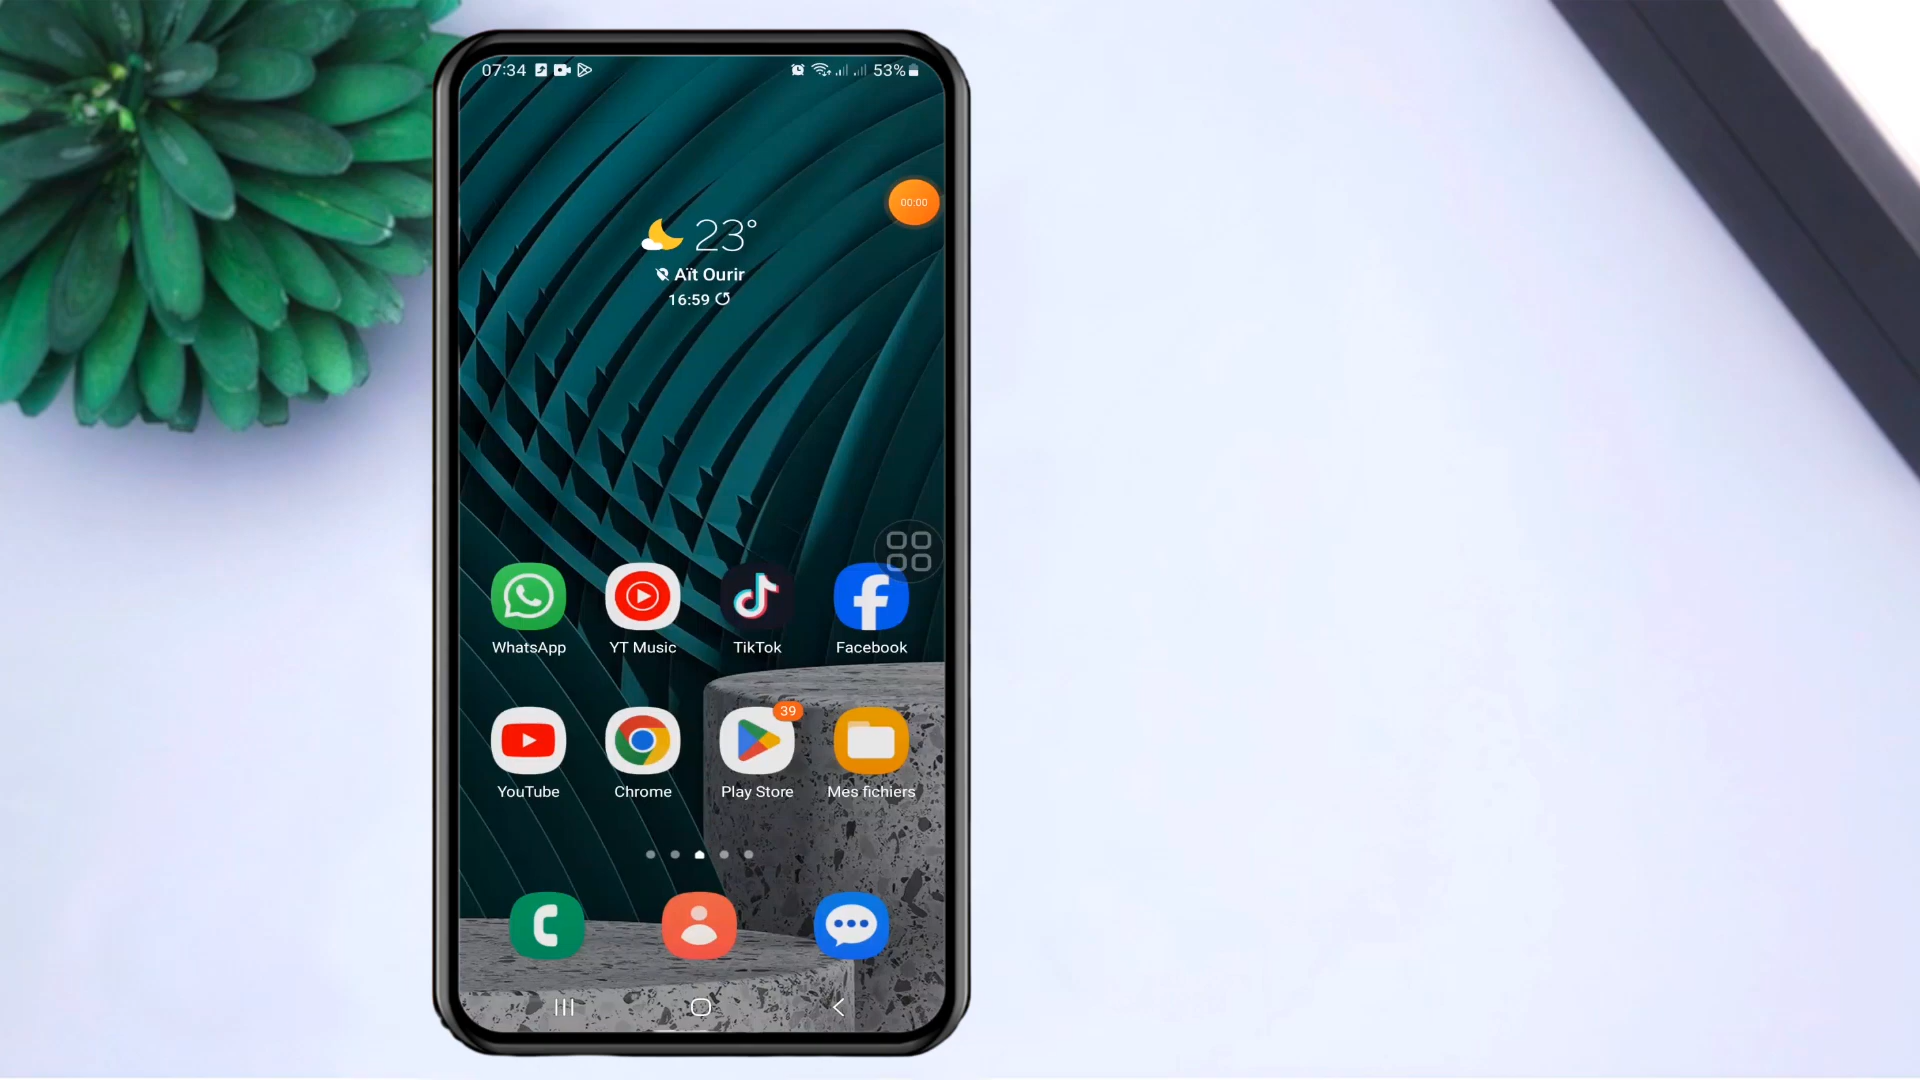 07:34
53%
00:00
23°
Aït Ourir
16:59
WhatsApp
YT Music
TikTok
Facebook
39
YouTube
Chrome
Play Store
Mes fichiers